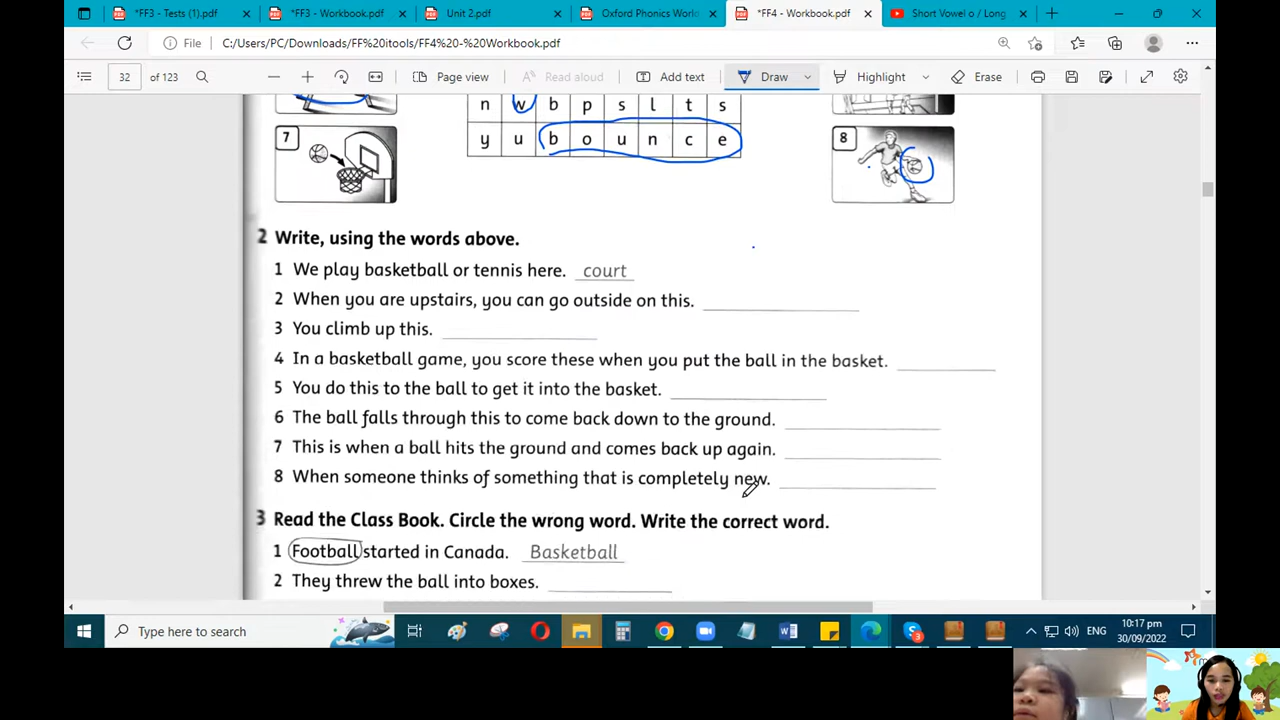 *FF3 - Tests (1).pdf
*FF3 - Workbook.pdf
Unit 2.pdf
Oxford Phonics World
*FF4 - Workbook.pdf
Short Vowel o / Long
File
C:/Users/PC/Downloads/FF%20itools/FF4%20-%20Workbook.pdf
32 of 123
Page view
Read aloud
Add text
Draw
Highlight
Erase
n w b p s l t s
7
y u b o u n c e
8
2 Write, using the words above.
1 We play basketball or tennis here. court
2 When you are upstairs, you can go outside on this.
3 You climb up this.
4 In a basketball game, you score these when you put the ball in the basket.
5 You do this to the ball to get it into the basket.
6 The ball falls through this to come back down to the ground.
7 This is when a ball hits the ground and comes back up again.
8 When someone thinks of something that is completely new.
3 Read the Class Book. Circle the wrong word. Write the correct word.
1 Football started in Canada. Basketball
2 They threw the ball into boxes.
Type here to search
ENG
10:17 pm
30/09/2022